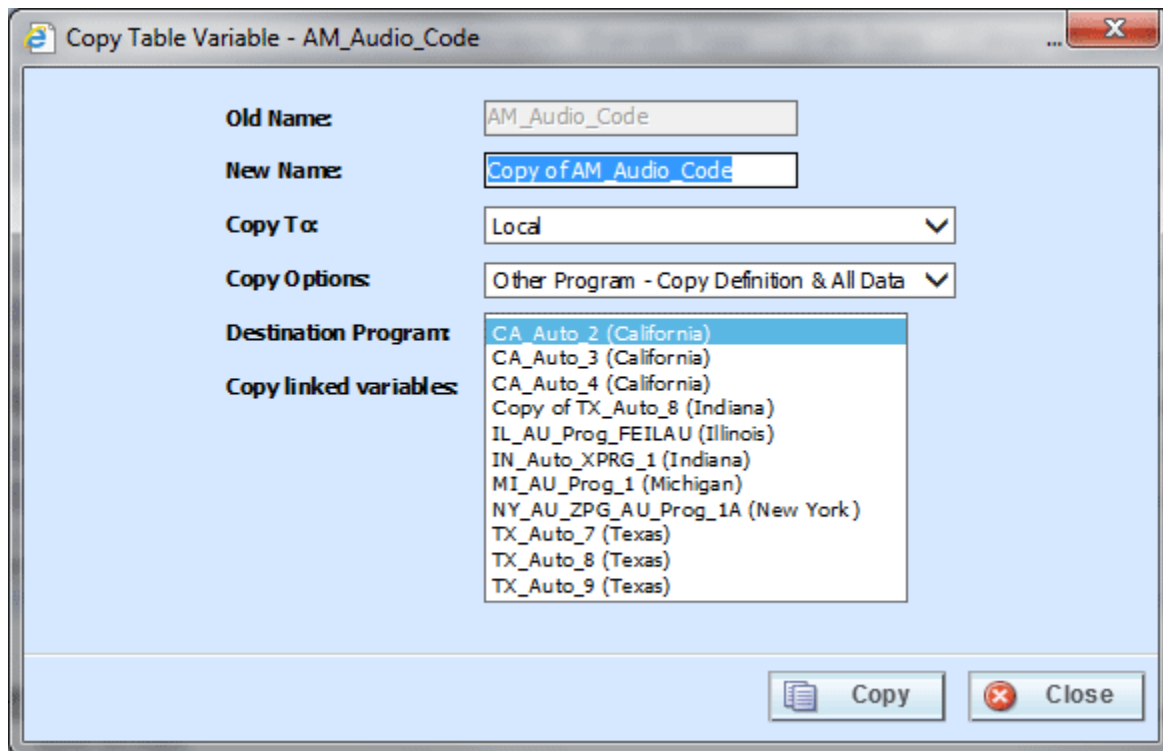 Copy Table Variable - AM_Audio_Code ...
Old Name: AM_Audio_Code
New Name: Copy of AM_Audio_Code
Copy To: Local
Copy Options: Other Program - Copy Definition & All Data
Destination Program: CA_Auto_2 (California)
CA_Auto_3 (California)
Copy linked variables: CA_Auto_4 (California)
Copy of TX_Auto_8 (Indiana)
IL_AU_Prog_FEILAU (Illinois)
IN_Auto_XPRG_1 (Indiana)
MI_AU_Prog_1 (Michigan)
NY_AU_ZPG_AU_Prog_1A (New York)
TX_Auto_7 (Texas)
TX_Auto_8 (Texas)
TX_Auto_9 (Texas)
Copy Close